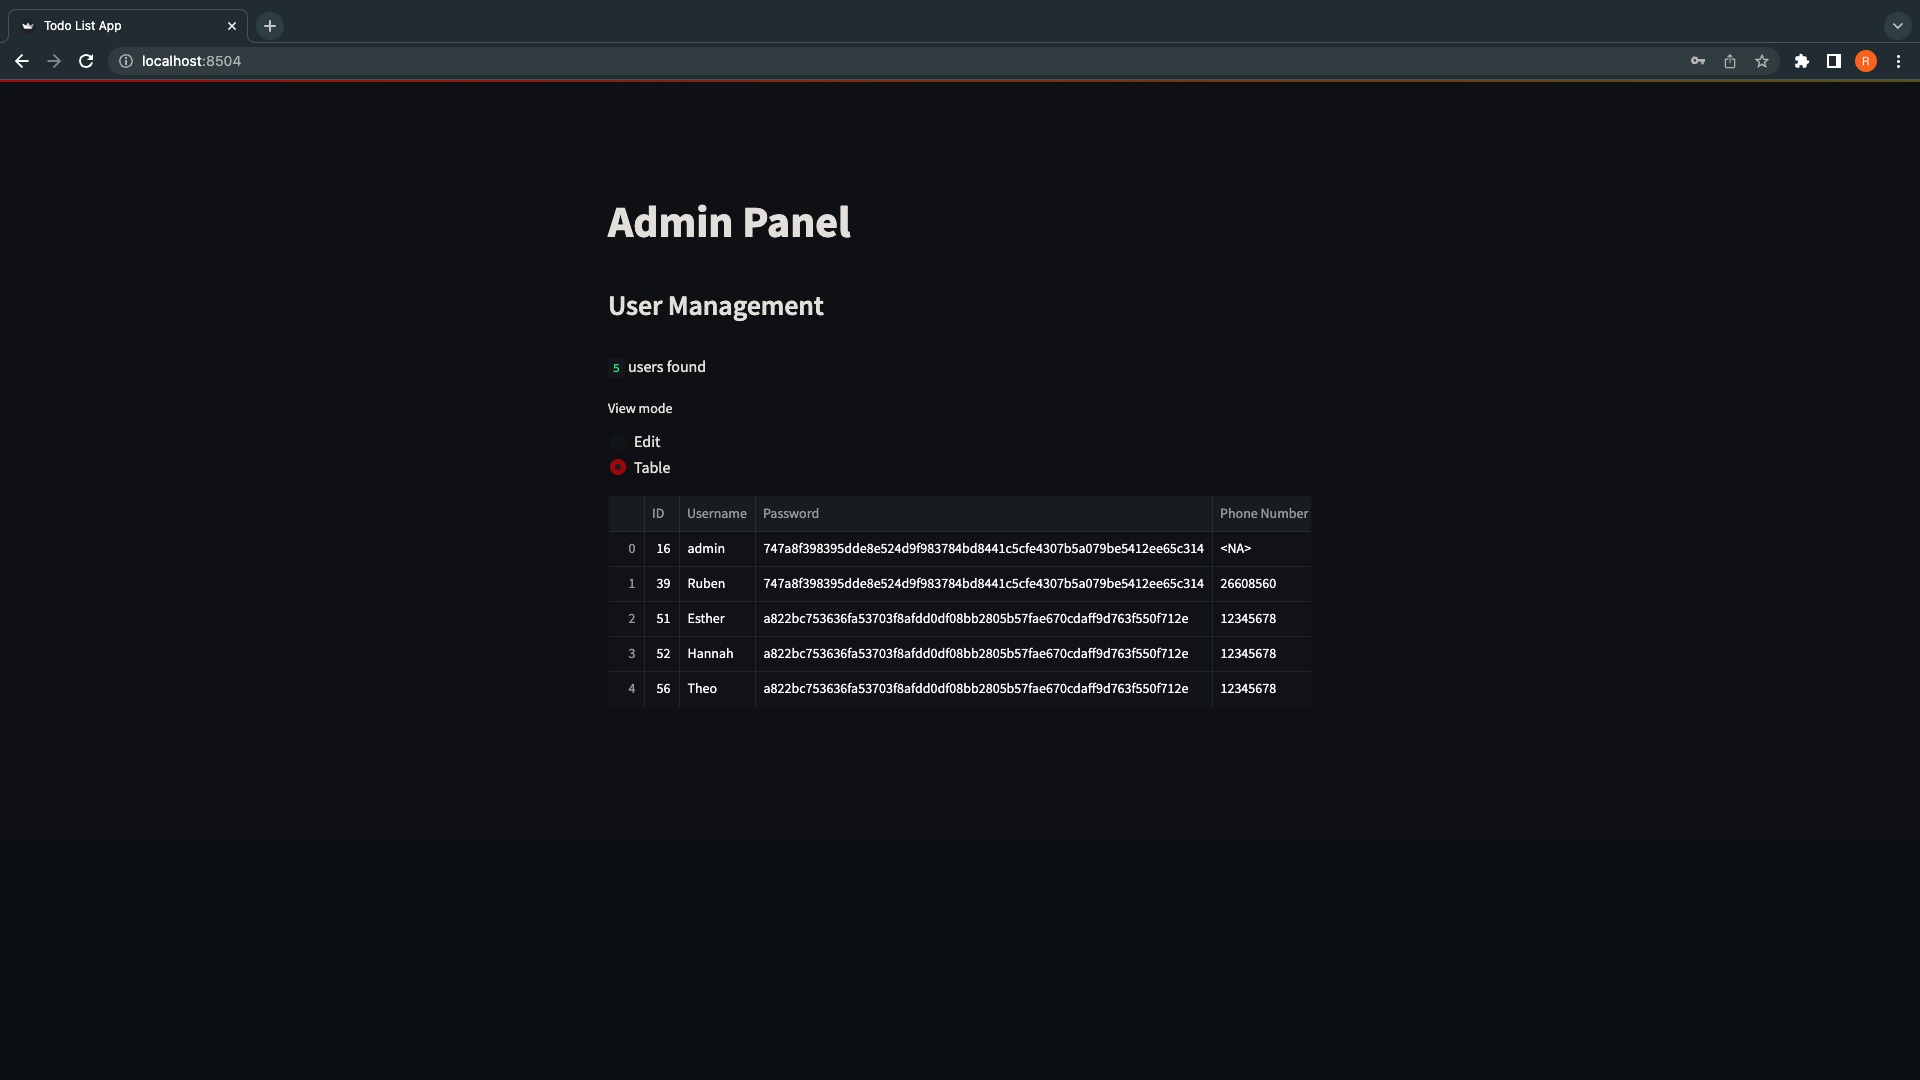 Todo List App
localhost:8504
R
Admin Panel
User Management
5 users found
View mode
Edit
Table
ID Username Password Phone Number
0 16 admin 747a8f398395dde8e524d9f983784bd8441c5cfe4307b5a079be5412ee65c314 <NA>
1 39 Ruben 747a8f398395dde8e524d9f983784bd8441c5cfe4307b5a079be5412ee65c314 26608560
2 51 Esther a822bc753636fa53703f8afdd0df08bb2805b57fae670cdaff9d763f550f712e 12345678
3 52 Hannah a822bc753636fa53703f8afdd0df08bb2805b57fae670cdaff9d763f550f712e 12345678
4 56 Theo a822bc753636fa53703f8afdd0df08bb2805b57fae670cdaff9d763f550f712e 12345678